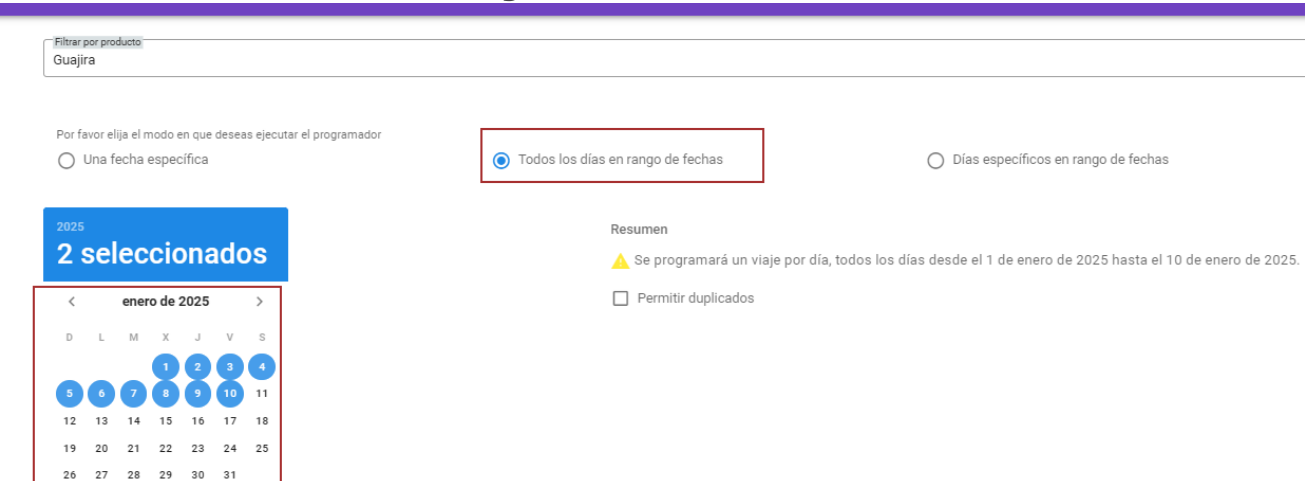 Filtrar por producto
Guajira
Por favor elija el modo en que deseas ejecutar el programador
Una fecha específica
Todos los días en rango de fechas
Días específicos en rango de fechas
2025
2 seleccionados
enero de 2025
D L M X J V S
1 2 3 4
5 6 7 8 9 10 11
12 13 14 15 16 17 18
19 20 21 22 23 24 25
26 27 28 29 30 31
Resumen
Se programará un viaje por día, todos los días desde el 1 de enero de 2025 hasta el 10 de enero de 2025.
Permitir duplicados